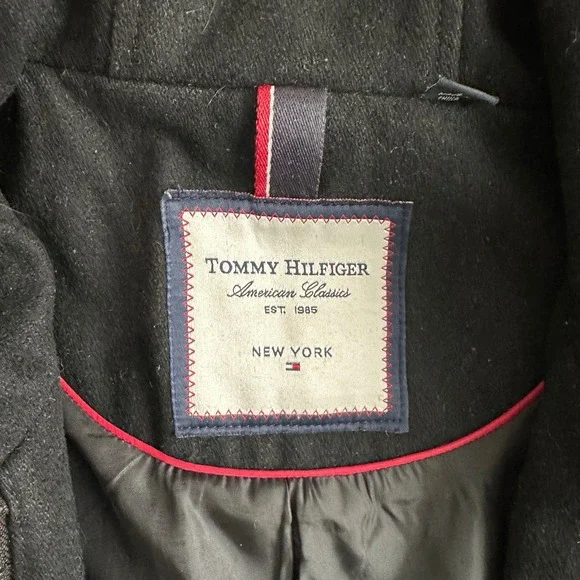 TOMMY HILFIGER
American Classics
EST. 1985
NEW YORK